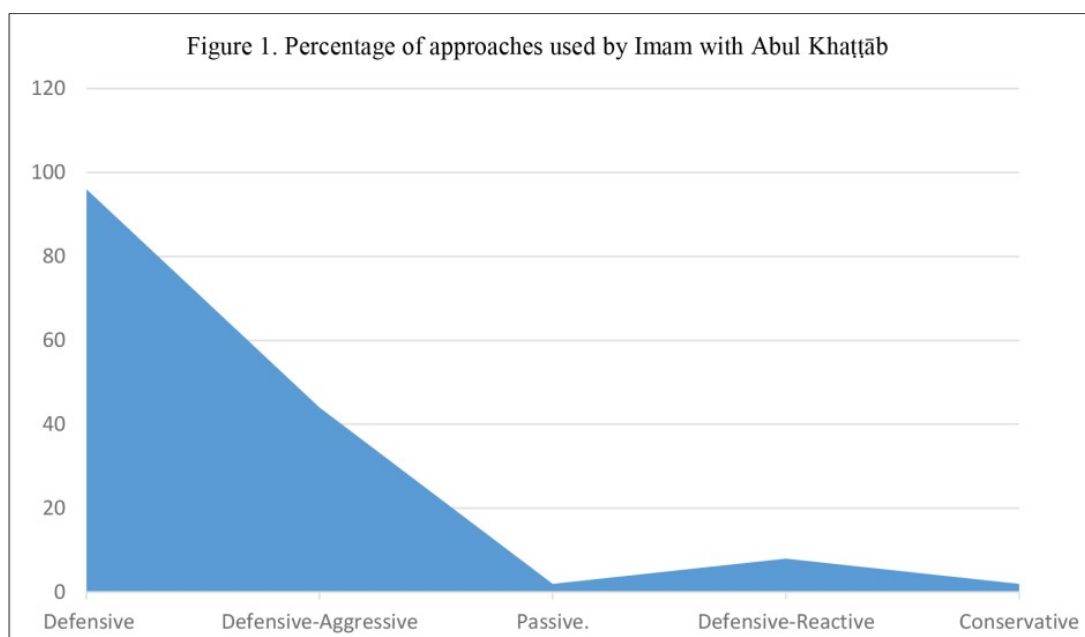 Figure 1. Percentage of approaches used by Imam with Abul Khaṭṭāb
120
100
80
60
40
20
0
Defensive
Defensive-Aggressive
Passive.
Defensive-Reactive
Conservative